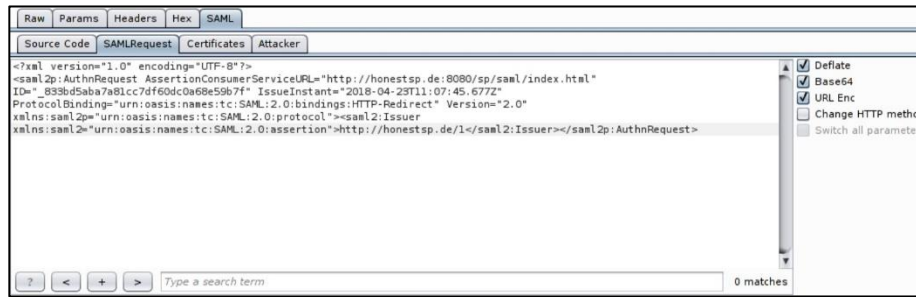 Raw Params Headers Hex SAML
Source Code SAMLRequest Certificates Attacker
<?xml version="1.0" encoding="UTF-8"?>
<saml2p:AuthnRequest AssertionConsumerServiceURL="http://honestsp.de:8080/sp/saml/index.html"
ID="_833bd5aba7a81cc7df60dc0a68e59b7f" IssueInstant="2018-04-23T11:07:45.677Z"
ProtocolBinding="urn:oasis:names:tc:SAML:2.0:bindings:HTTP-Redirect" Version="2.0"
xmlns:saml2p="urn:oasis:names:tc:SAML:2.0:protocol"><saml2:Issuer
xmlns:saml2="urn:oasis:names:tc:SAML:2.0:assertion">http://honestsp.de/1</saml2:Issuer></saml2p:AuthnRequest>
Deflate
Base64
URL Enc
Change HTTP metho
Switch all paramete
? < + > Type a search term 0 matches